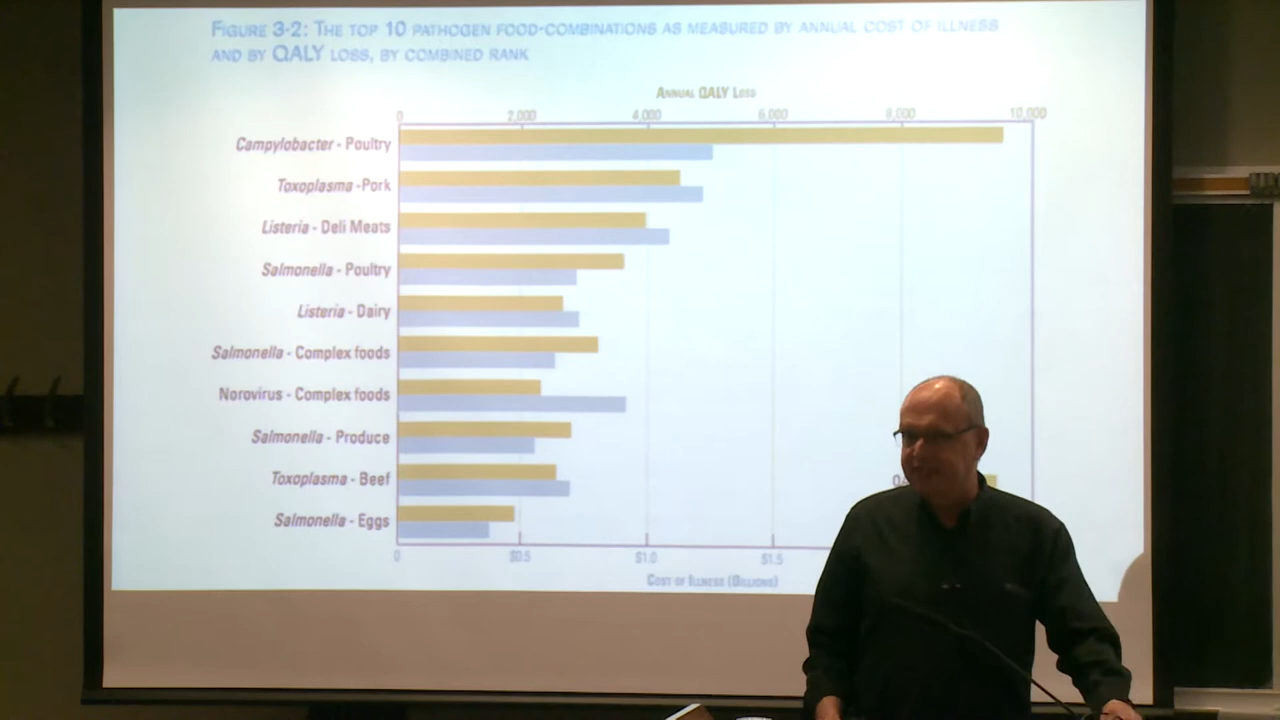 FIGURE 3-2: THE TOP 10 PATHOGEN FOOD-COMBINATIONS AS MEASURED BY ANNUAL COST OF ILLNESS
AND BY QALY LOSS, BY COMBINED RANK
ANNUAL QALY LOSS
0 2,000 4,000 6,000 8,000 10,000
Campylobacter - Poultry
Toxoplasma -Pork
Listeria - Deli Meats
Salmonella - Poultry
Listeria - Dairy
Salmonella - Complex foods
Norovirus - Complex foods
Salmonella - Produce
Toxoplasma - Beef
Salmonella - Eggs
0 $0.5 $1.0 $1.5
COST OF ILLNESS (BILLIONS)